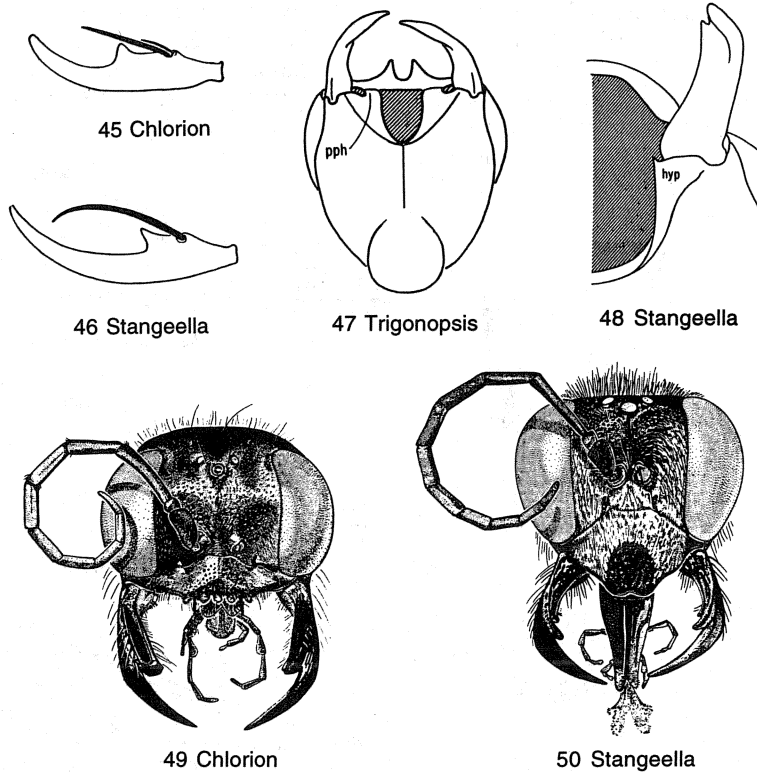 45 Chlorion
pph
hyp
46 Stangeella
47 Trigonopsis
48 Stangeella
49 Chlorion
50 Stangeella